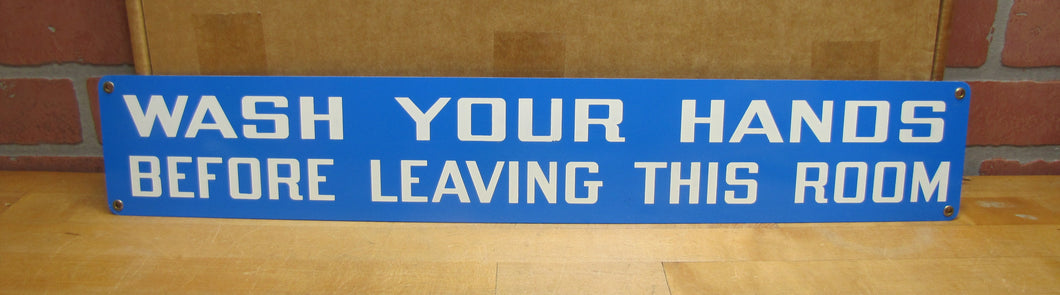 WASH YOUR HANDS
BEFORE LEAVING THIS ROOM